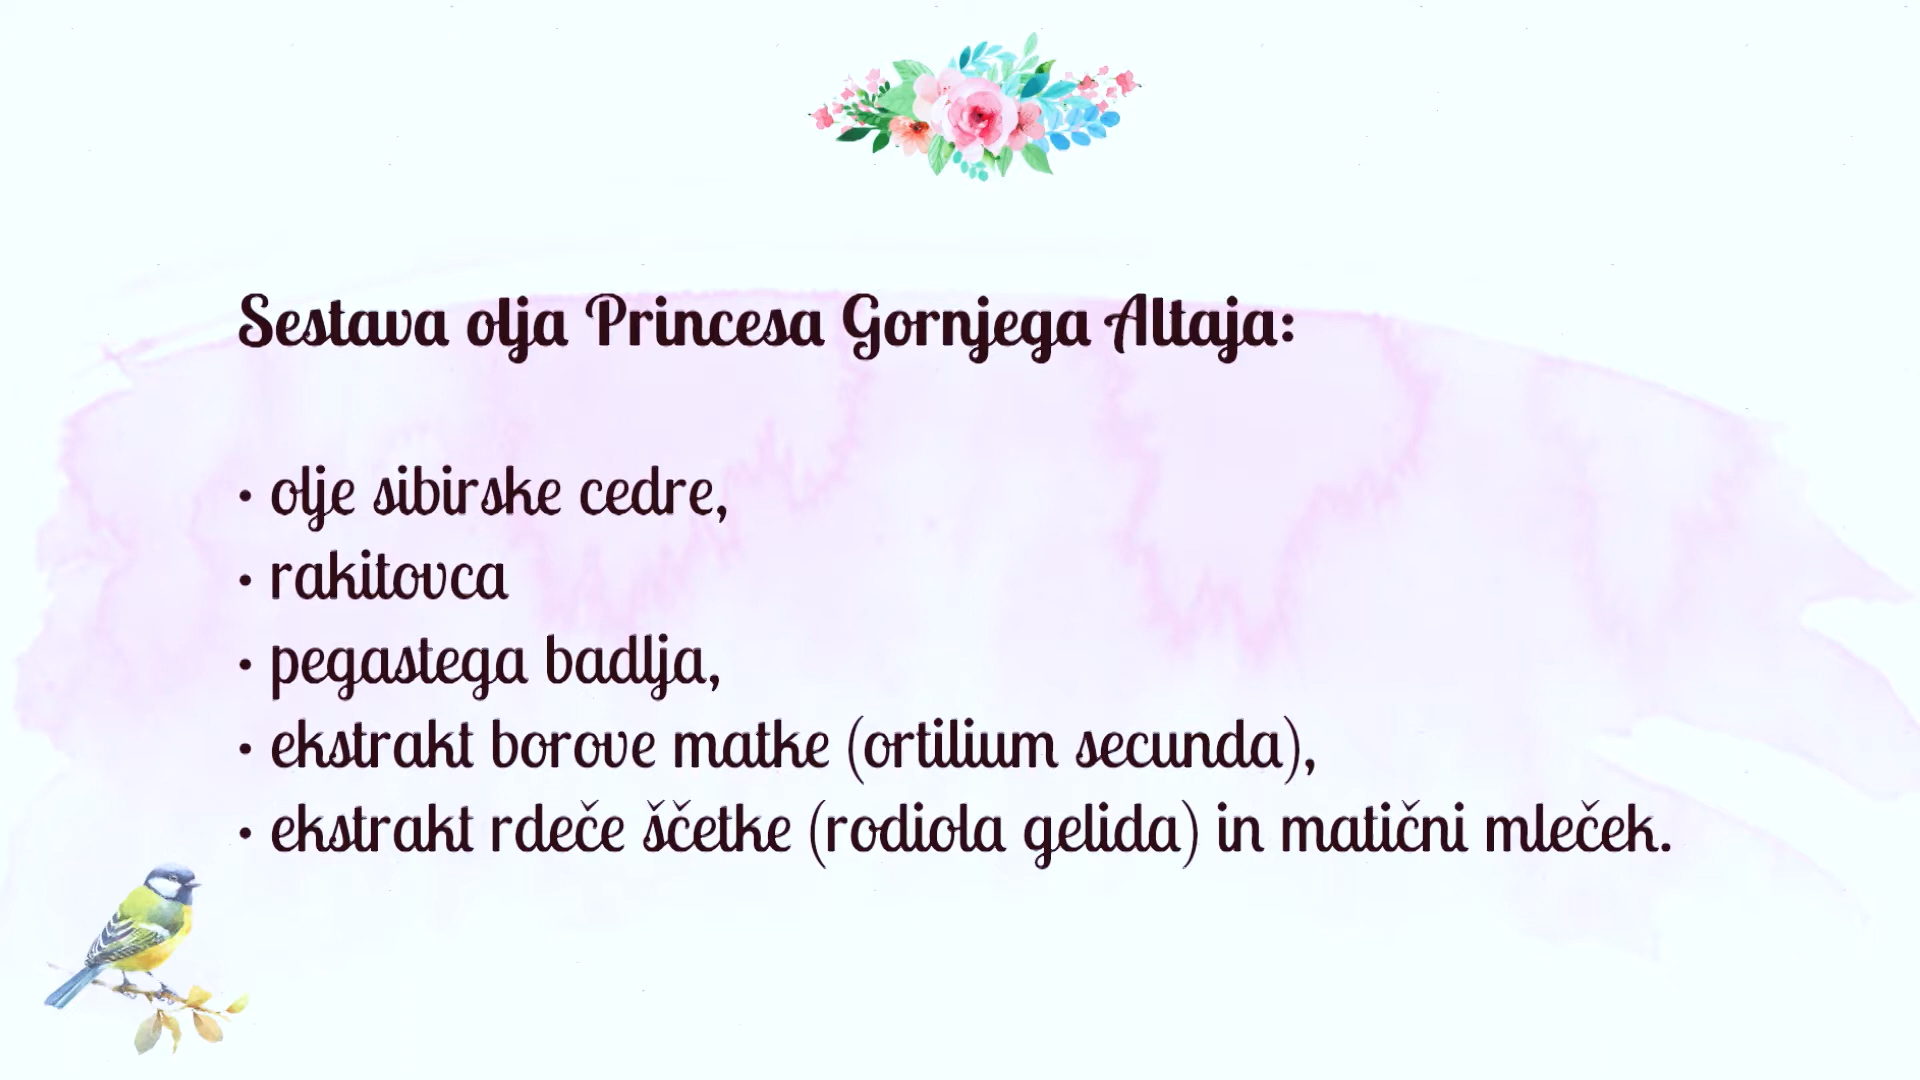 Sestava olja Princesa Gornjega Altaja:
• olje sibirske cedre,
• rakitovca
• pegastega badlja,
• ekstrakt borove matke (ortilium secunda),
• ekstrakt rdeče ščetke (rodiola gelida) in matični mleček.